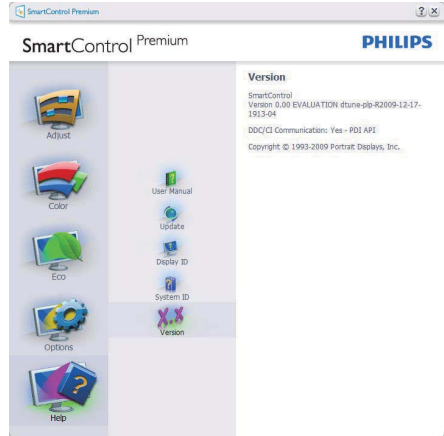 SmartControl Premium
SmartControl Premium
PHILIPS
Adjust
Color
Eco
Options
Help
User Manual
Update
Display ID
System ID
X.X
Version
Version
SmartControl
Version 0.00 EVALUATION dtune-plp-R2009-12-17-
1913-04
DDC/CI Communication: Yes - PDI API
Copyright © 1993-2009 Portrait Displays, Inc.